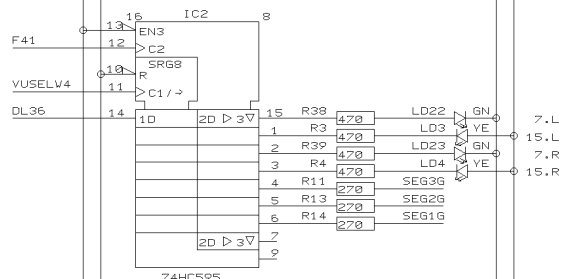 16 IC2 8
13 EN3
F41 12 C2
SRG8
10 R
VUSELW4 11 C1/→
DL36 14 1D 2D ▷ 3▽ 15 R38 470 LD22 GN 7.L
1 R3 470 LD3 YE 15.L
2 R39 470 LD23 GN 7.R
3 R4 470 LD4 YE 15.R
4 R11 270 SEG3G
5 R13 270 SEG2G
6 R14 270 SEG1G
2D ▷ 3▽ 7
9
74HC595